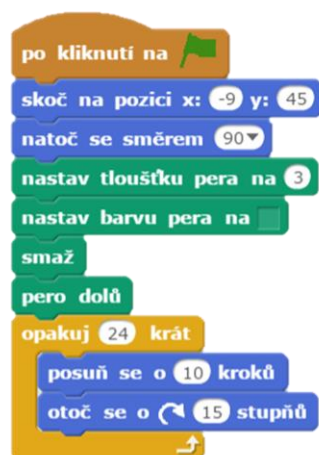 po kliknutí na
skoč na pozici x: -9 y: 45
natoč se směrem 90
nastav tloušťku pera na 3
nastav barvu pera na
smaž
pero dolů
opakuj 24 krát
posuň se o 10 kroků
otoč se o 15 stupňů